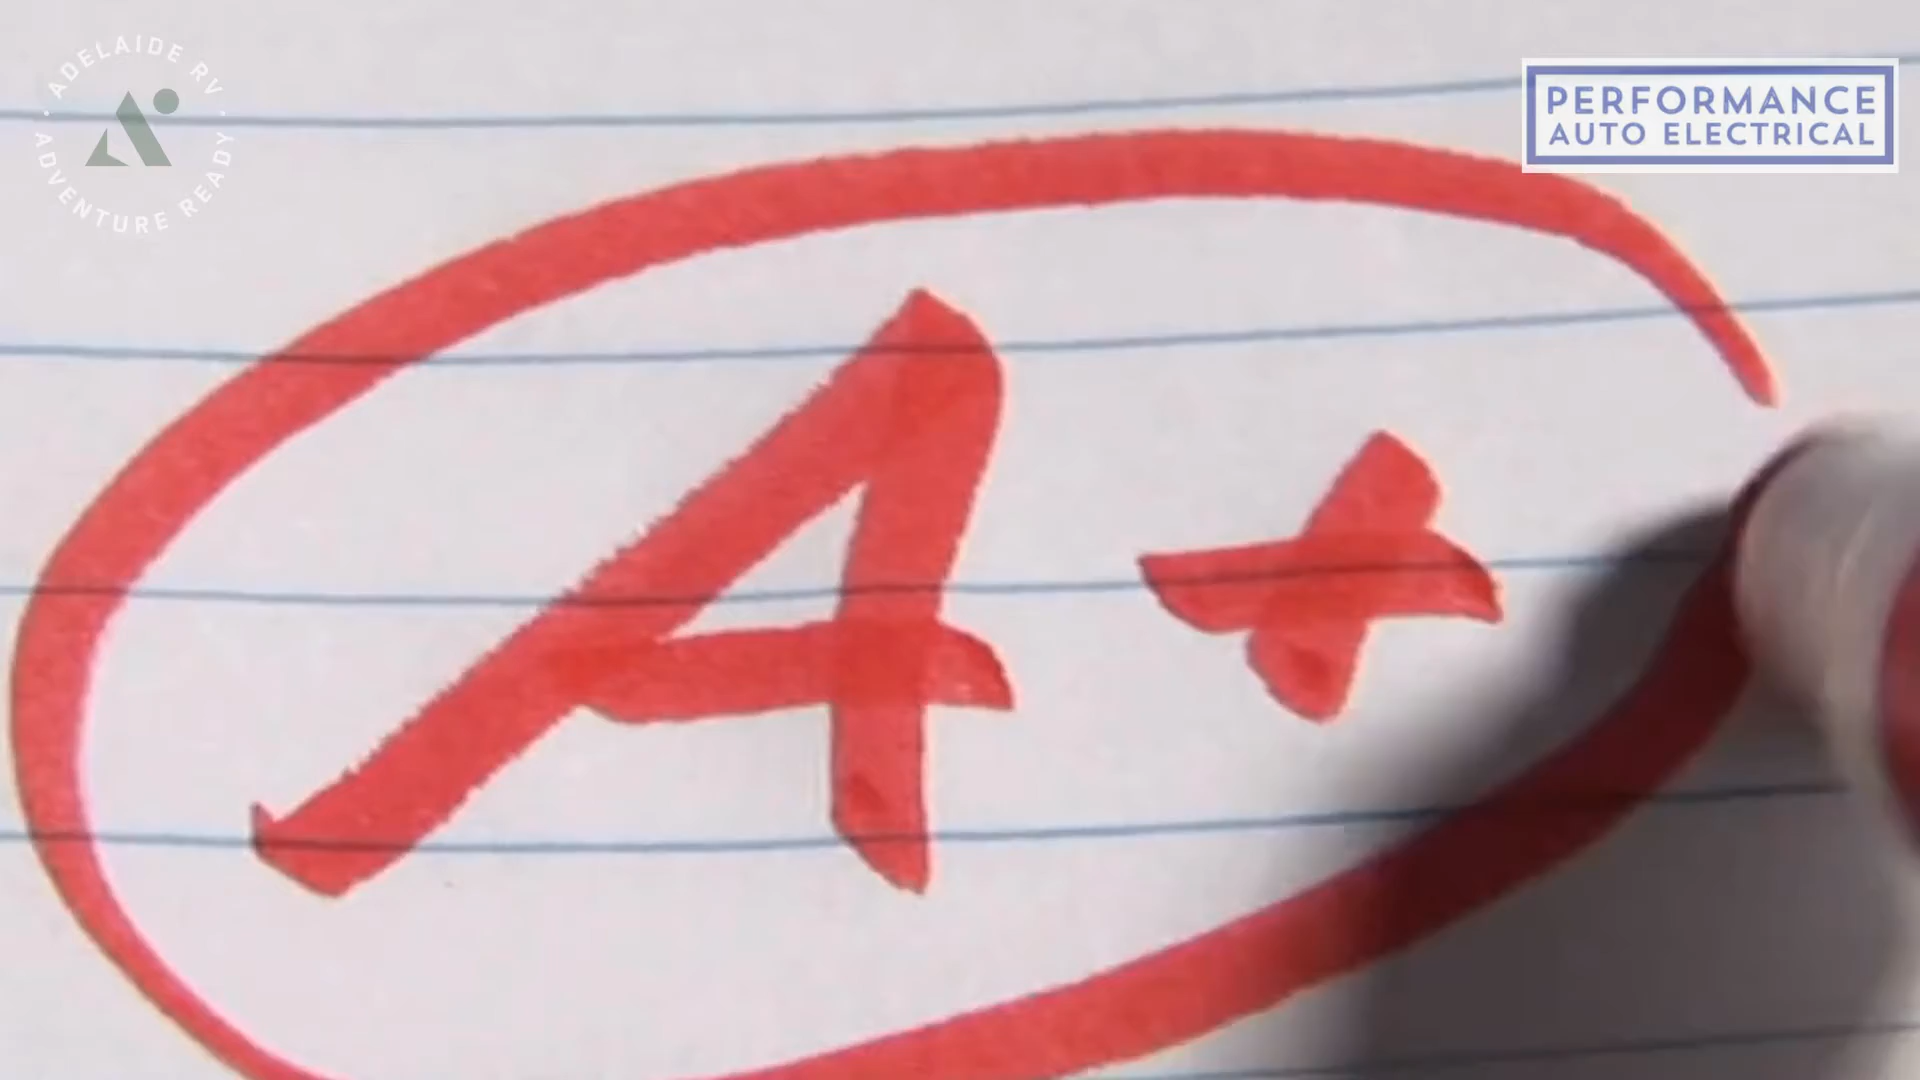 ADELAIDE RV
ADVENTURE READY
PERFORMANCE
AUTO ELECTRICAL
A+